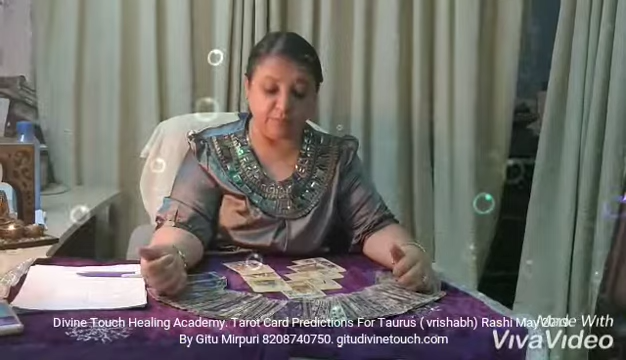 Divine Touch Healing Academy. Tarot Card Predictions For Taurus ( vrishabh) Rashi May
By Gitu Mirpuri 8208740750. gitudivinetouch.com
Made With
VivaVideo